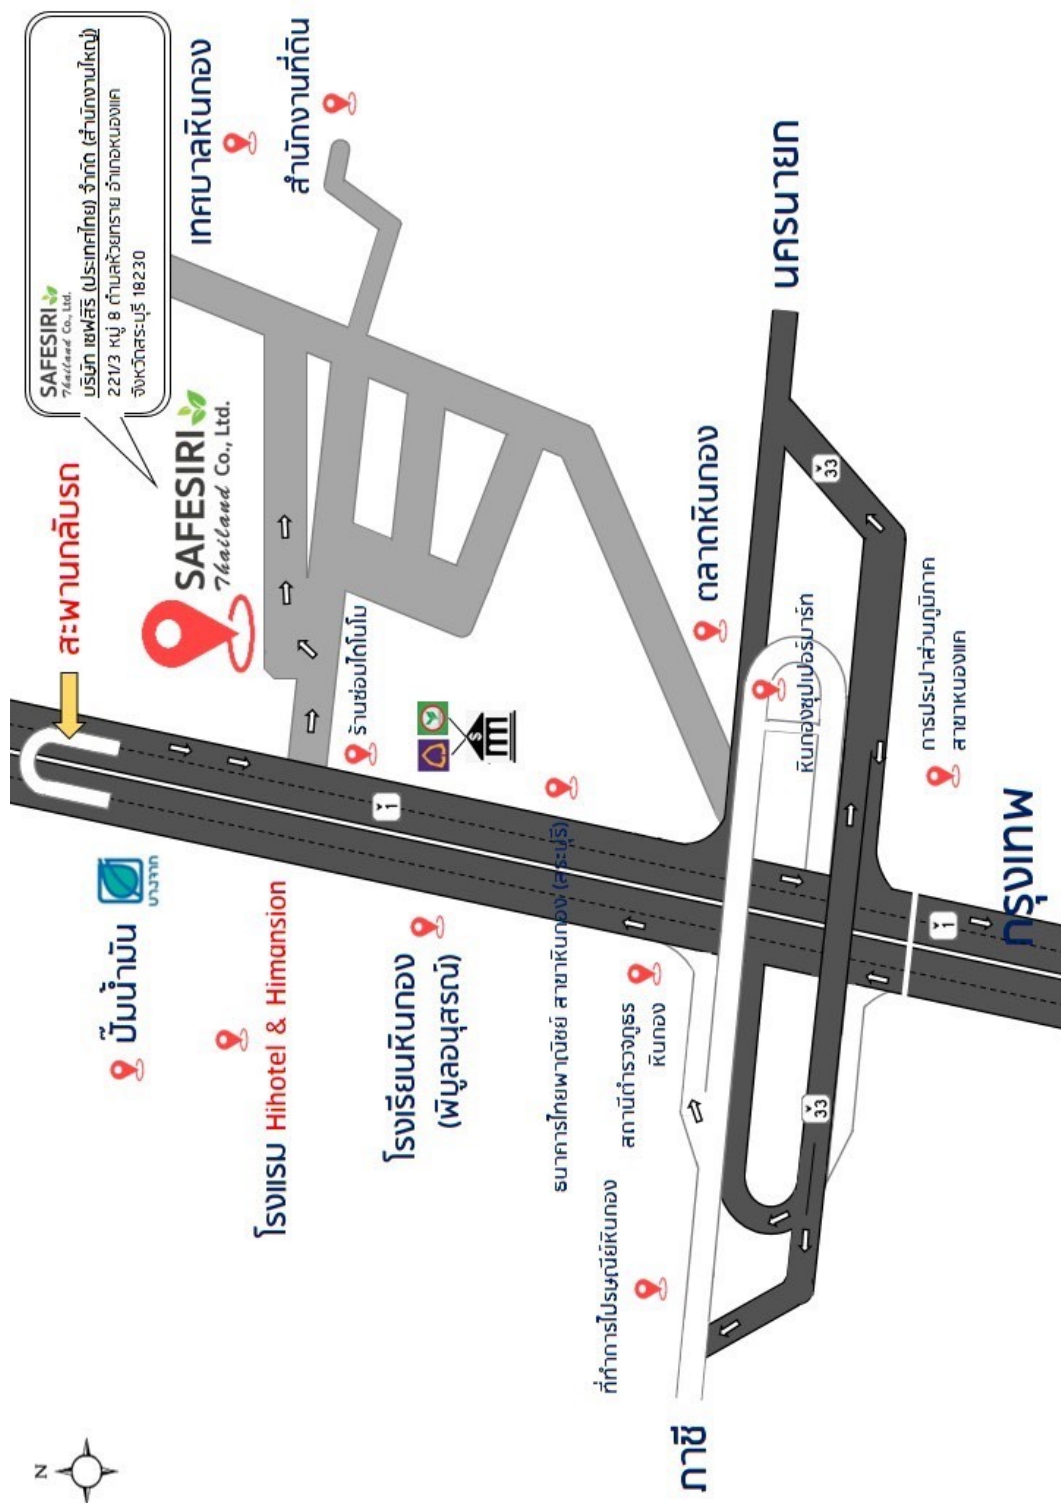 SAFESIRI
Thailand Co., Ltd.
บริษัท เซฟสิริ (ประเทศไทย) จำกัด (สำนักงานใหญ่)
221/3 หมู่ 8 ตำบลห้วยทราย อำเภอหนองแค
จังหวัดสระบุรี 18230
สะพานกลับรถ
SAFESIRI
Thailand Co., Ltd.
เทศบาลหินกอง
สำนักงานที่ดิน
ปั๊มน้ำมัน
บางจาก
โรงแรม Hihotel & Himansion
ร้านซ่อมไดโนโม
1
โรงเรียนหินกอง
(พิบูลอนุสรณ์)
ธนาคารไทยพาณิชย์ สาขาหินกอง (สระบุรี)
สถานีตำรวจภูธร
หินกอง
ที่ทำการไปรษณีย์หินกอง
ภาชี
ตลาดหินกอง
นครนายก
33
หินกองซุปเปอร์มาร์ท
33
การประปาส่วนภูมิภาค
สาขาหนองแค
1
กรุงเทพ
N